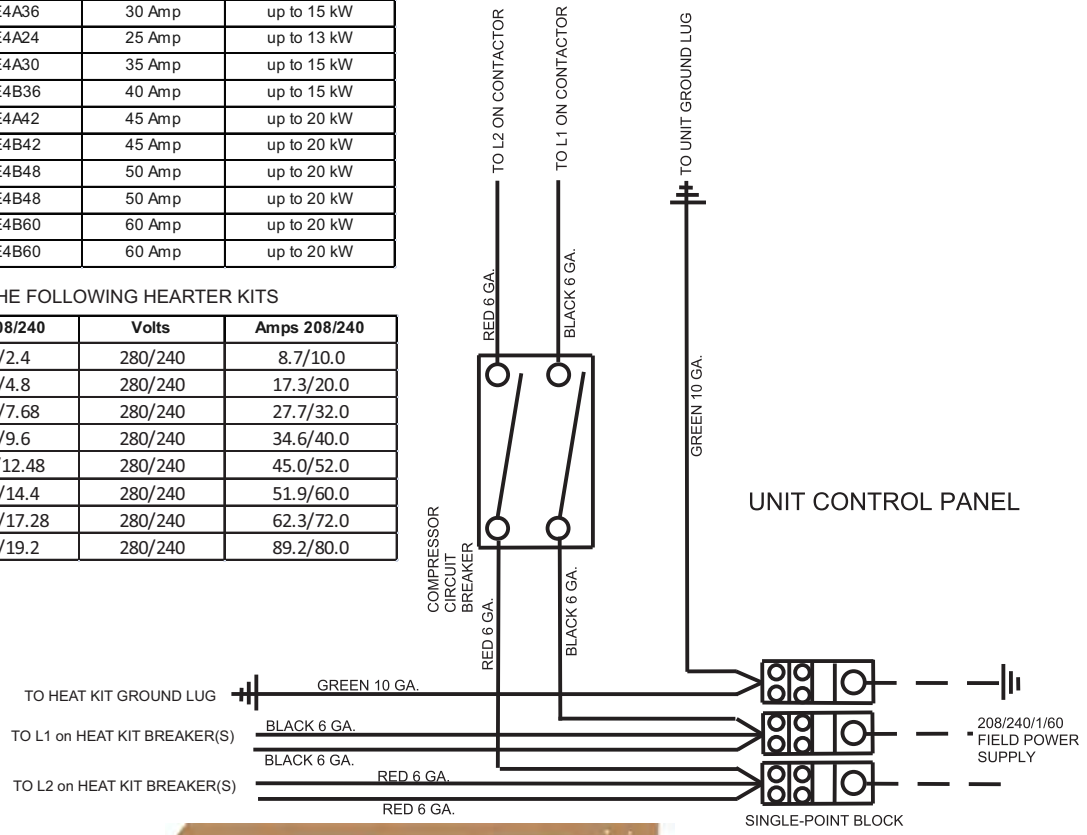 E4A36 30 Amp up to 15 kW
E4A24 25 Amp up to 13 kW
E4A30 35 Amp up to 15 kW
E4B36 40 Amp up to 15 kW
E4A42 45 Amp up to 20 kW
E4B42 45 Amp up to 20 kW
E4B48 50 Amp up to 20 kW
E4B48 50 Amp up to 20 kW
E4B60 60 Amp up to 20 kW
E4B60 60 Amp up to 20 kW
HE FOLLOWING HEARTER KITS
08/240 Volts Amps 208/240
/2.4 280/240 8.7/10.0
/4.8 280/240 17.3/20.0
/7.68 280/240 27.7/32.0
/9.6 280/240 34.6/40.0
/12.48 280/240 45.0/52.0
/14.4 280/240 51.9/60.0
/17.28 280/240 62.3/72.0
/19.2 280/240 89.2/80.0
TO L2 ON CONTACTOR
TO L1 ON CONTACTOR
TO UNIT GROUND LUG
RED 6 GA.
BLACK 6 GA.
GREEN 10 GA.
UNIT CONTROL PANEL
COMPRESSOR
CIRCUIT
BREAKER
RED 6 GA.
BLACK 6 GA.
TO HEAT KIT GROUND LUG
GREEN 10 GA.
TO L1 on HEAT KIT BREAKER(S)
BLACK 6 GA.
BLACK 6 GA.
TO L2 on HEAT KIT BREAKER(S)
RED 6 GA.
RED 6 GA.
208/240/1/60
FIELD POWER
SUPPLY
SINGLE-POINT BLOCK